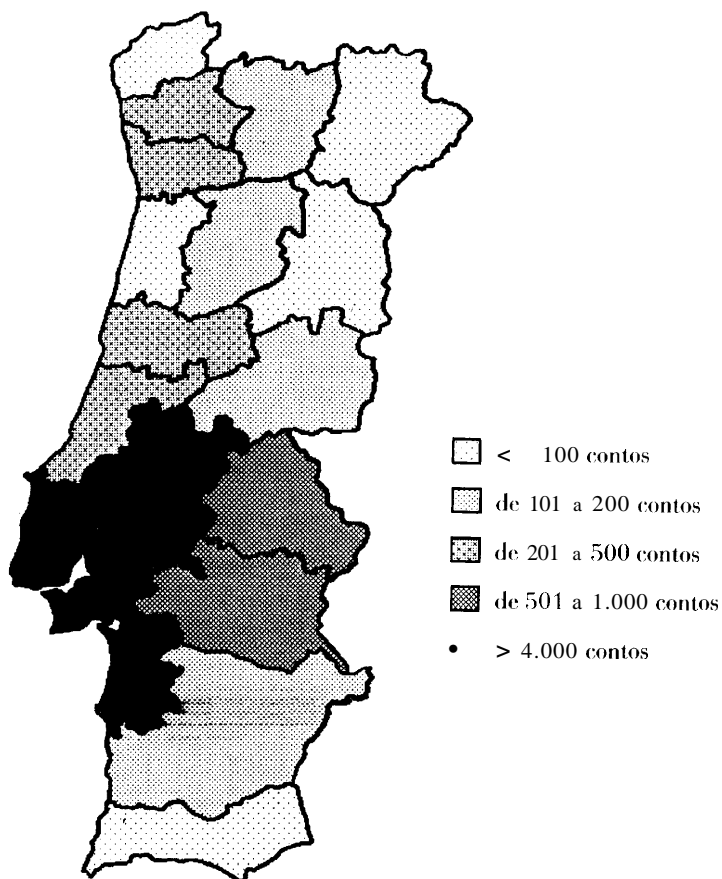 < 100 contos
de 101 a 200 contos
de 201 a 500 contos
de 501 a 1.000 contos
> 4.000 contos